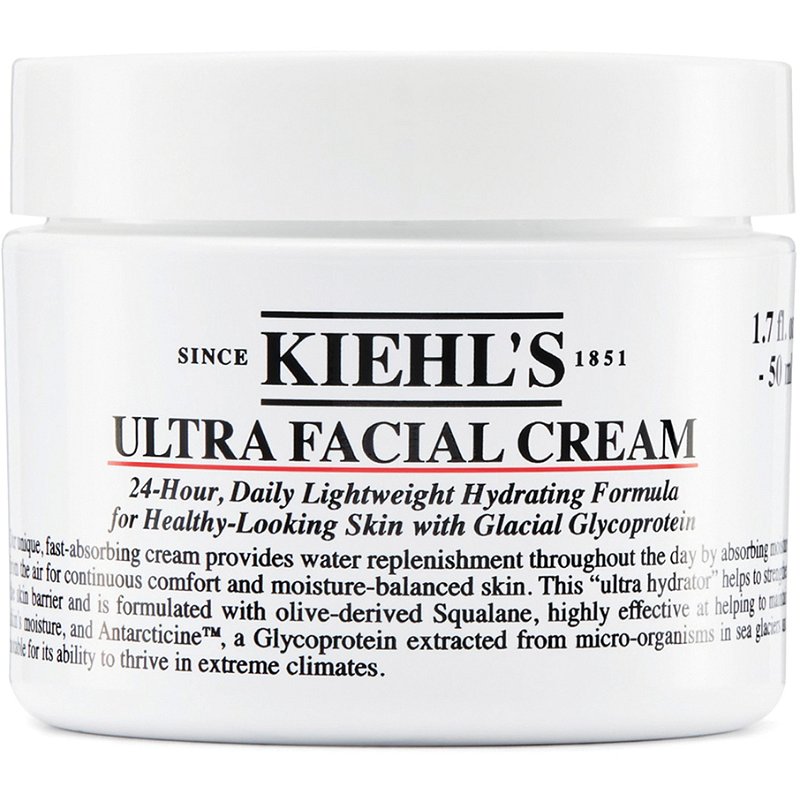 SINCE KIEHL'S 1851
ULTRA FACIAL CREAM
24-Hour, Daily Lightweight Hydrating Formula
for Healthy-Looking Skin with Glacial Glycoprotein
unique, fast-absorbing cream provides water replenishment throughout the day by absorbing
the air for continuous comfort and moisture-balanced skin. This “ultra hydrator” helps to
skin barrier and is formulated with olive-derived Squalane, highly effective at helping to
moisture, and Antarcticine™, a Glycoprotein extracted from micro-organisms in sea glaciers
for its ability to thrive in extreme climates.
1.7 fl.
- 50